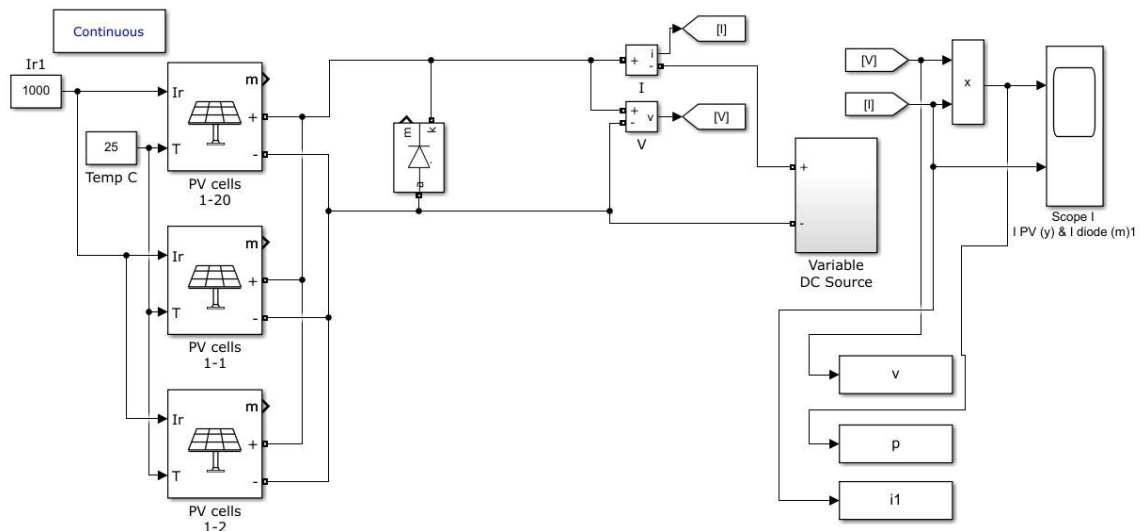 Continuous
Ir1
1000
25
Temp C
Ir
T
m
+
-
PV cells
1-20
Ir
T
m
+
-
PV cells
1-1
Ir
T
m
+
-
PV cells
1-2
m
k
a
+
i
-
I
[I]
+
-
v
V
[V]
+
-
Variable
DC Source
[V]
[I]
x
Scope I
I PV (y) & I diode (m)1
v
p
i1